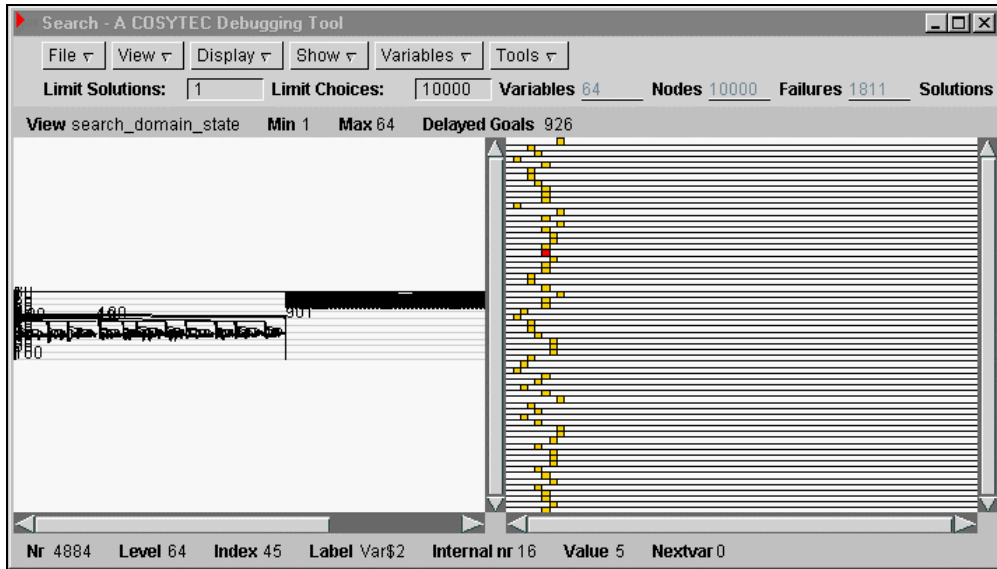 Search - A COSYTEC Debugging Tool
File View Display Show Variables Tools
Limit Solutions: 1 Limit Choices: 10000 Variables 64 Nodes 10000 Failures 1811 Solutions
View search_domain_state Min 1 Max 64 Delayed Goals 926
901
Nr 4884 Level 64 Index 45 Label Var$2 Internal nr 16 Value 5 Nextvar 0